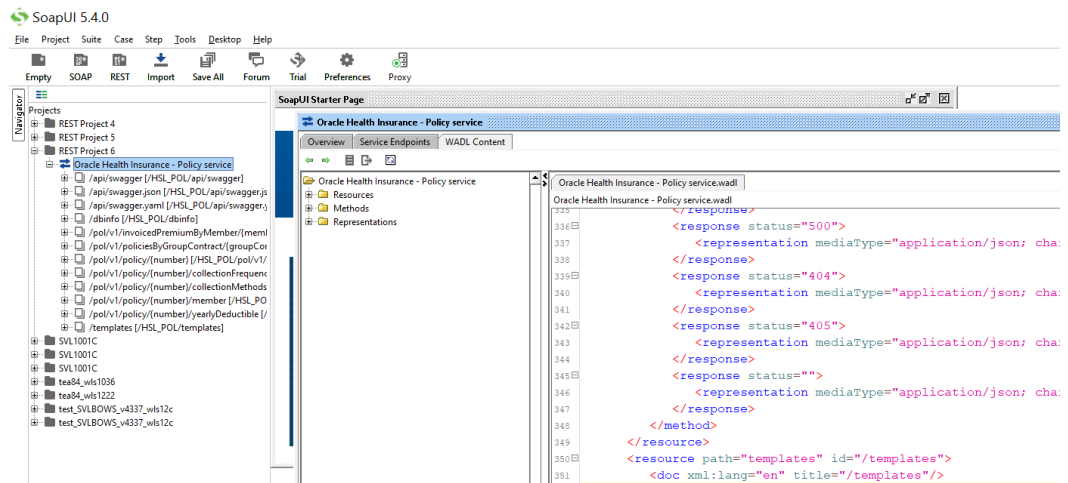 SoapUI 5.4.0
File Project Suite Case Step Tools Desktop Help
Empty SOAP REST Import Save All Forum Trial Preferences Proxy
Navigator
Projects
REST Project 4
REST Project 5
REST Project 6
Oracle Health Insurance - Policy service
/api/swagger [/HSL_POL/api/swagger]
/api/swagger.json [/HSL_POL/api/swagger.js
/api/swagger.yaml [/HSL_POL/api/swagger.y
/dbinfo [/HSL_POL/dbinfo]
/pol/v1/invoicedPremiumByMember/{meml
/pol/v1/policiesByGroupContract/{groupCor
/pol/v1/policy/{number} [/HSL_POL/pol/v1/
/pol/v1/policy/{number}/collectionFrequenc
/pol/v1/policy/{number}/collectionMethods
/pol/v1/policy/{number}/member [/HSL_PO
/pol/v1/policy/{number}/yearlyDeductible [/
/templates [/HSL_POL/templates]
SVL1001C
SVL1001C
SVL1001C
tea84_wls1036
tea84_wls1222
test_SVLBOWS_v4337_wls12c
test_SVLBOWS_v4337_wls12c
SoapUI Starter Page
Oracle Health Insurance - Policy service
Overview Service Endpoints WADL Content
Oracle Health Insurance - Policy service
Resources
Methods
Representations
Oracle Health Insurance - Policy service.wadl
Oracle Health Insurance - Policy service.wadl
335 </response>
336 <response status="500">
337 <representation mediaType="application/json; cha
338 </response>
339 <response status="404">
340 <representation mediaType="application/json; cha
341 </response>
342 <response status="405">
343 <representation mediaType="application/json; cha
344 </response>
345 <response status="">
346 <representation mediaType="application/json; cha
347 </response>
348 </method>
349 </resource>
350 <resource path="templates" id="/templates">
351 <doc xml:lang="en" title="/templates"/>